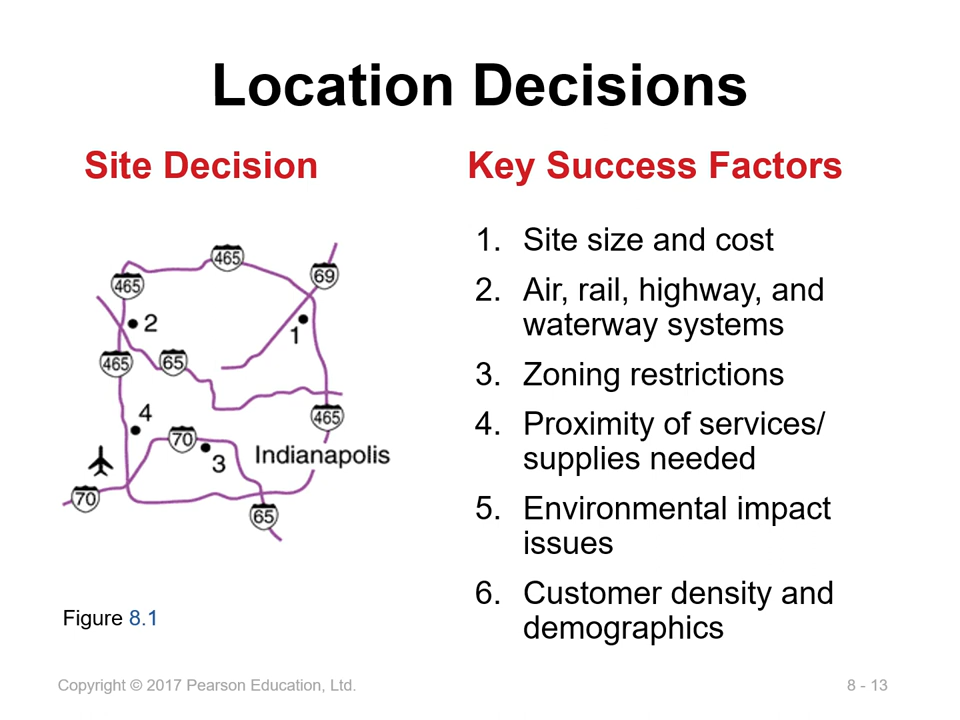 Location Decisions
Site Decision
Key Success Factors
465
69
465
2
1
465
65
4
465
70
3
Indianapolis
70
65
Figure 8.1
1. Site size and cost
2. Air, rail, highway, and
waterway systems
3. Zoning restrictions
4. Proximity of services/
supplies needed
5. Environmental impact
issues
6. Customer density and
demographics
Copyright © 2017 Pearson Education, Ltd.
8 - 13